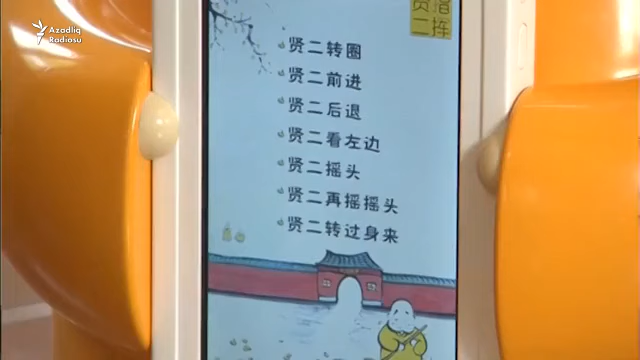 Azadlıq
Radiosu
贤二转圈
贤二前进
贤二后退
贤二看左边
贤二摇头
贤二再摇摇头
贤二转过身来